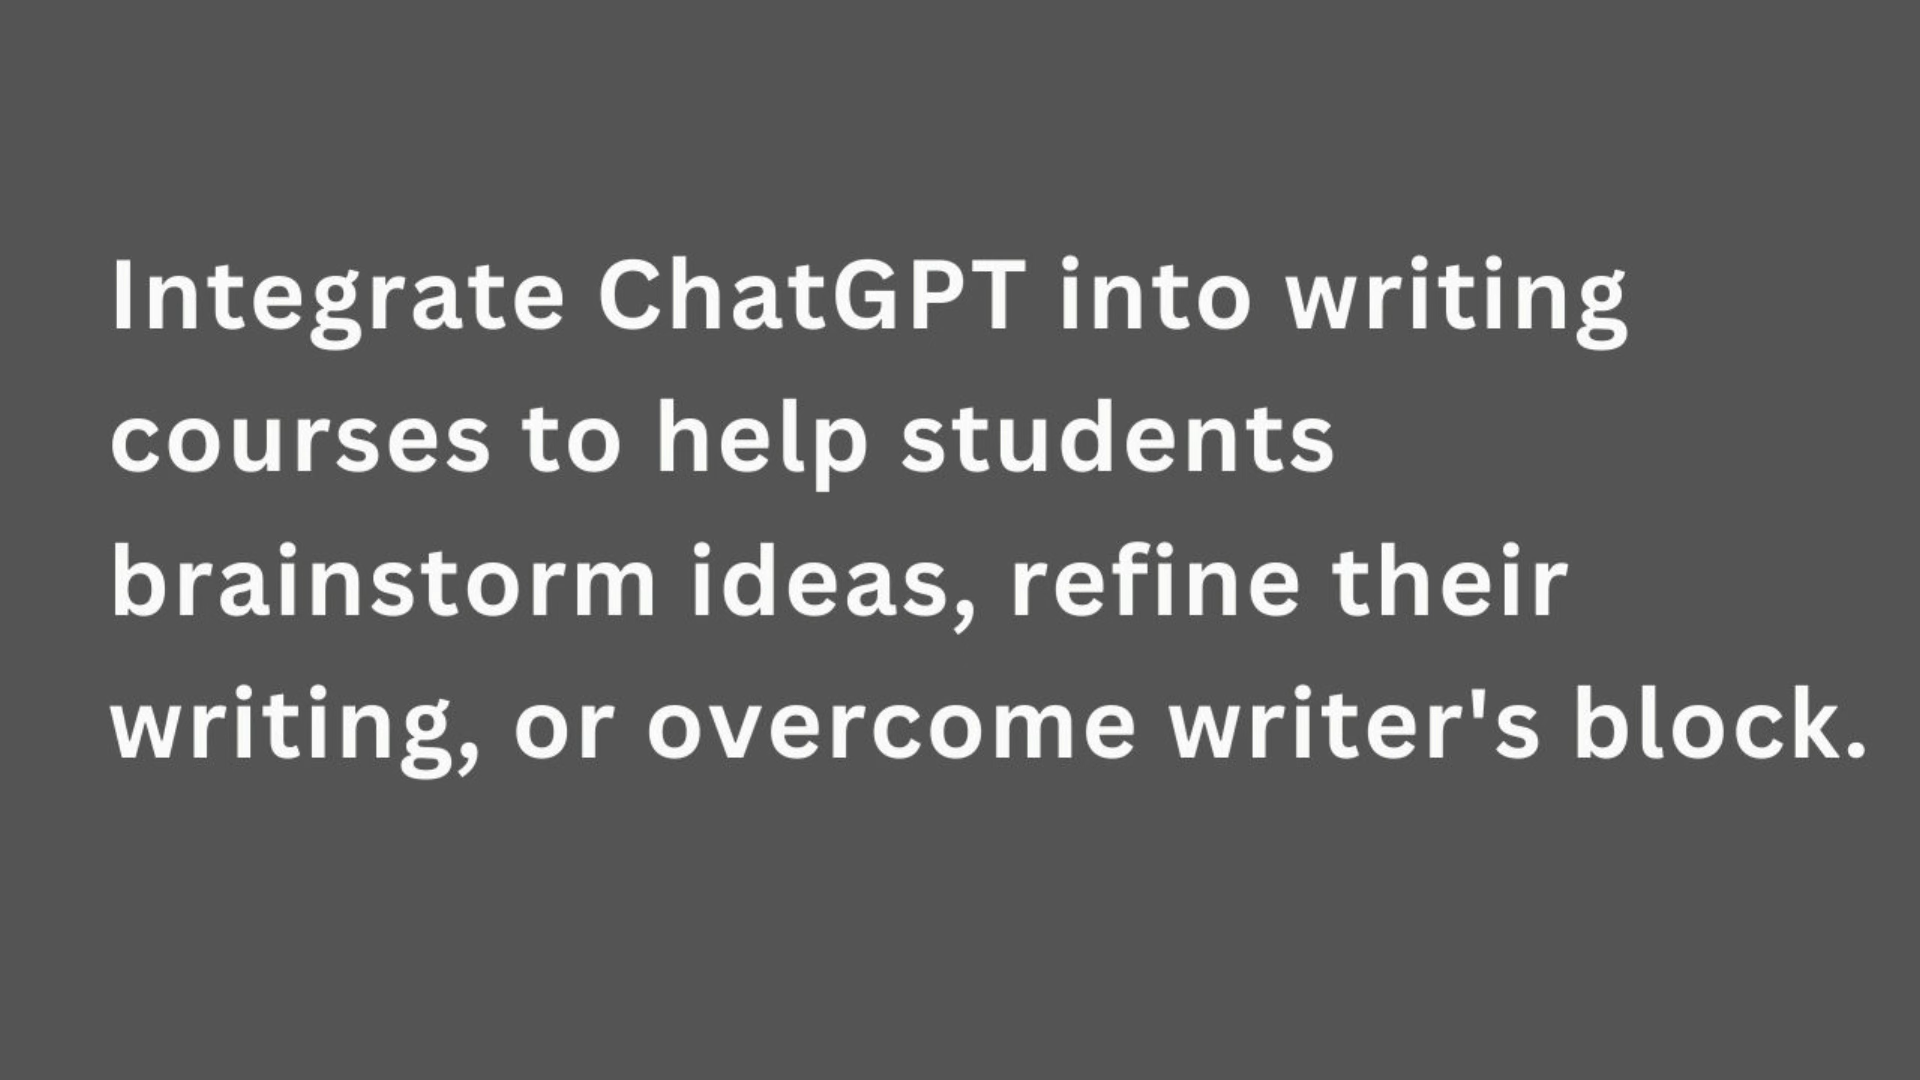 Integrate ChatGPT into writing
courses to help students
brainstorm ideas, refine their
writing, or overcome writer's block.